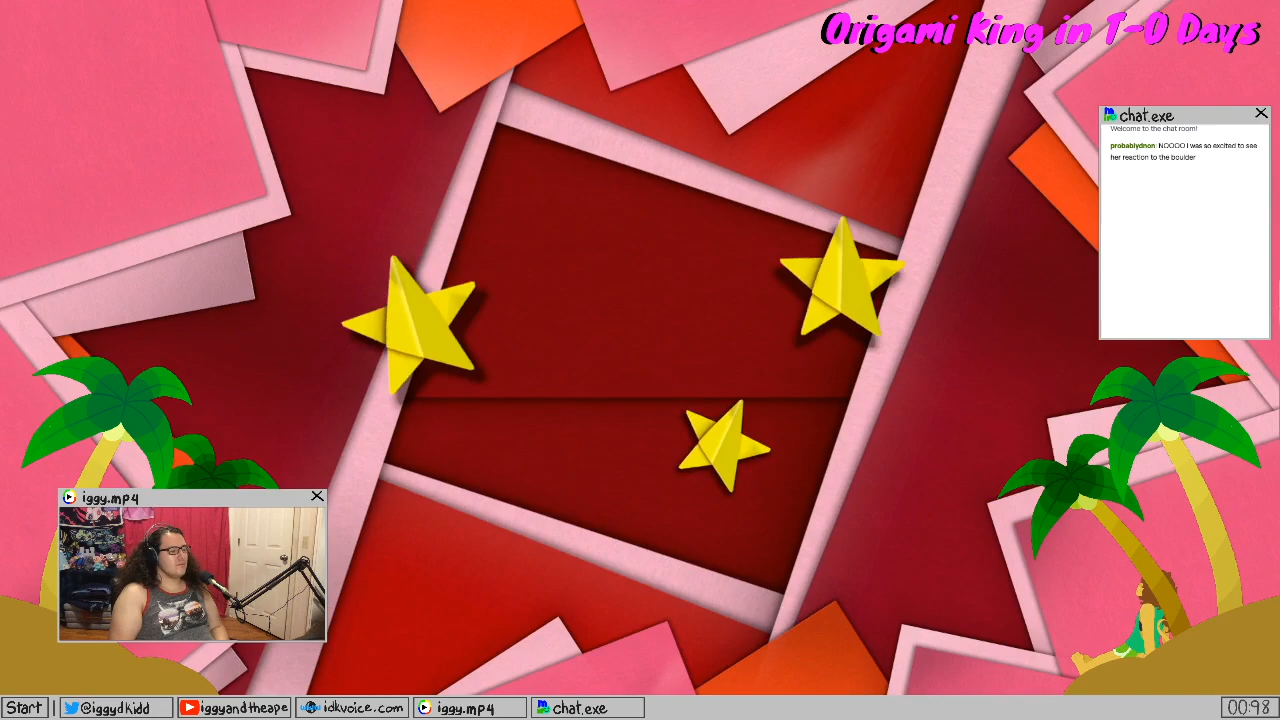 Origami King in T-0 Days
chat.exe
Welcome to the chat room!
probablydnon: NOOOO I was so excited to see
her reaction to the boulder
iggy.mp4
Start
@iggydkidd
iggyandtheape
idkvoice.com
iggy.mp4
chat.exe
00:98